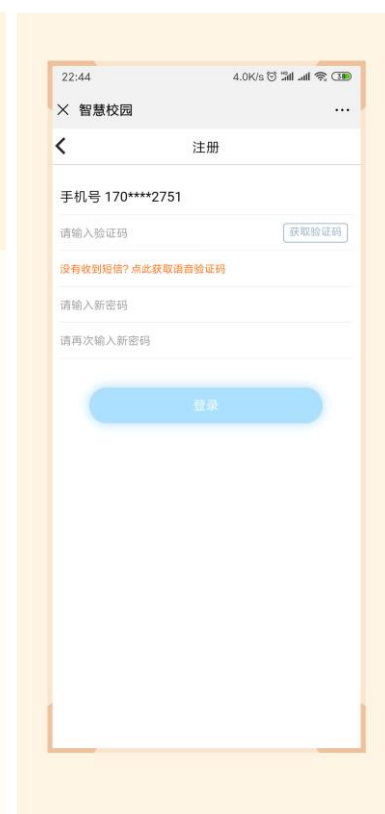 22:44 4.0K/s
× 智慧校园 ...
注册
手机号 170****2751
请输入验证码 获取验证码
没有收到短信? 点此获取语音验证码
请输入新密码
请再次输入新密码
登录